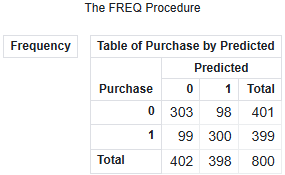 The FREQ Procedure
Frequency
Table of Purchase by Predicted
Predicted
Purchase 0 1 Total
0 303 98 401
1 99 300 399
Total 402 398 800